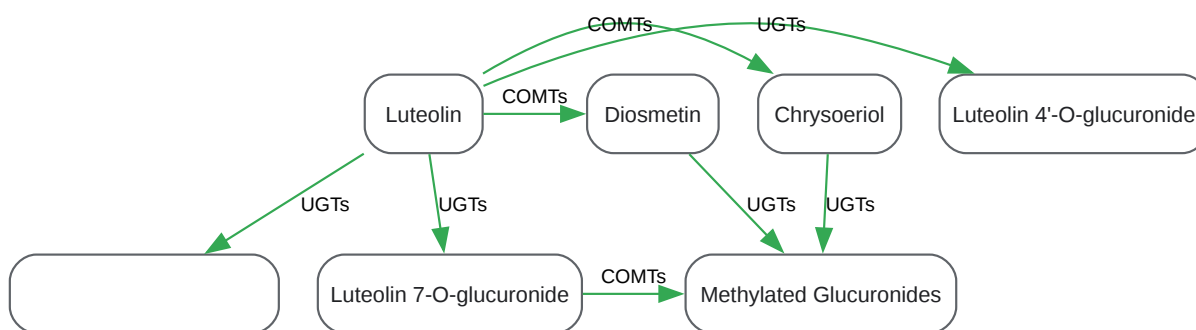 COMTs
UGTs
Luteolin
COMTs
Diosmetin
Chrysoeriol
Luteolin 4'-O-glucuronide
UGTs
UGTs
UGTs
UGTs
Luteolin 7-O-glucuronide
COMTs
Methylated Glucuronides